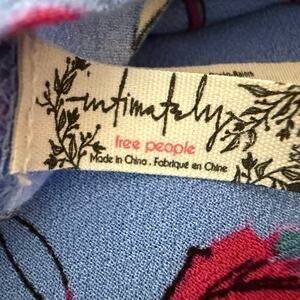 intimately
free people
Made in China . Fabriqué en Chine